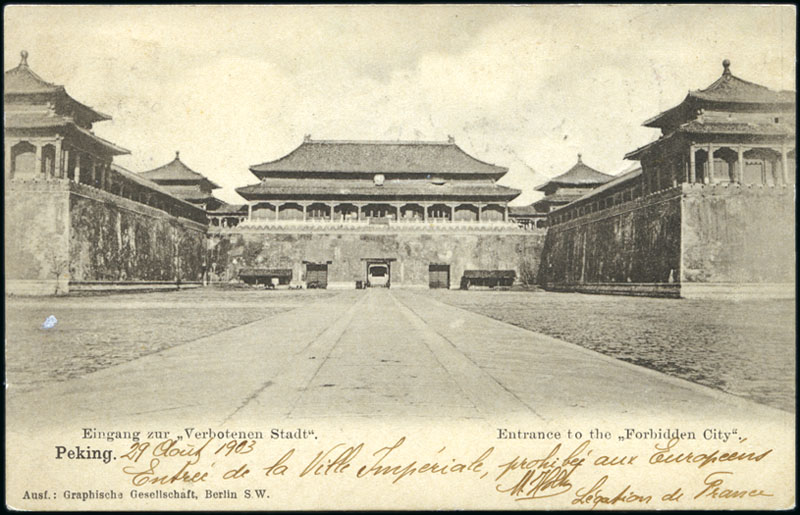 Eingang zur „Verbotenen Stadt“.
Entrance to the „Forbidden City“.
Peking. 29 Août 1903
Entrée de la Ville Impériale, prohibée aux Européens
Légation de France
Ausf.: Graphische Gesellschaft, Berlin S.W.